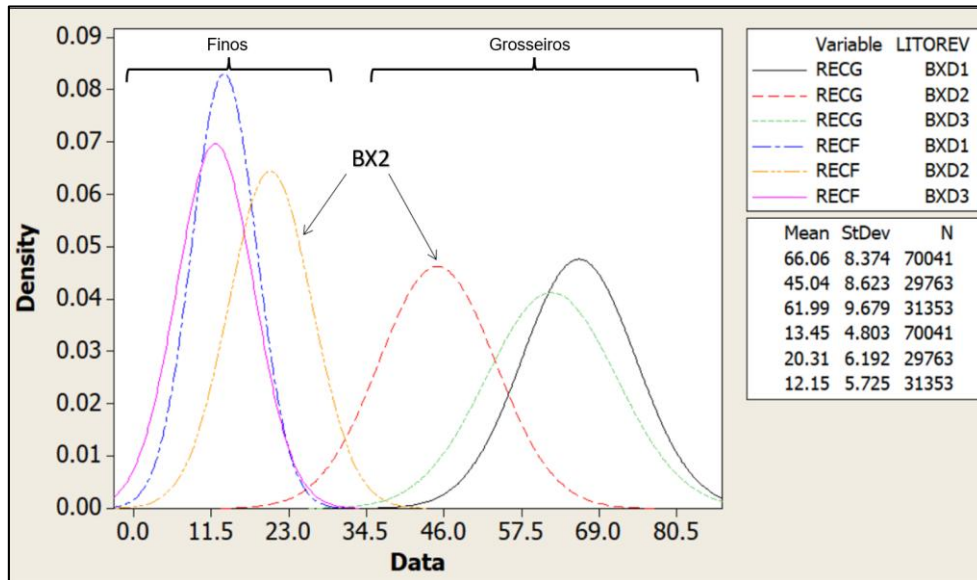 Finos
Grosseiros
BX2
0.09
0.08
0.07
0.06
0.05
0.04
0.03
0.02
0.01
0.00
Density
0.0 11.5 23.0 34.5 46.0 57.5 69.0 80.5
Data
Variable LITOREV
RECG BXD1
RECG BXD2
RECG BXD3
RECF BXD1
RECF BXD2
RECF BXD3
Mean StDev N
66.06 8.374 70041
45.04 8.623 29763
61.99 9.679 31353
13.45 4.803 70041
20.31 6.192 29763
12.15 5.725 31353